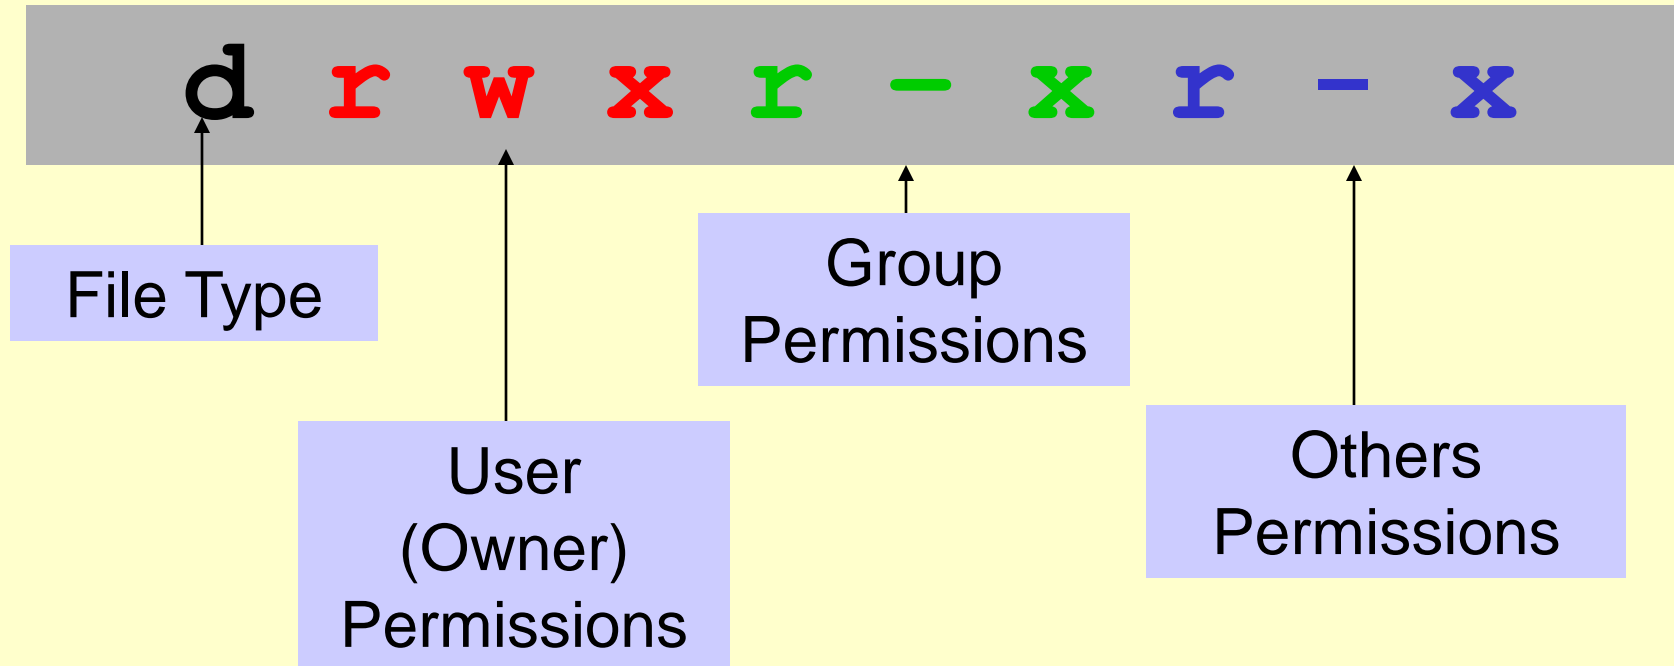 d r w x r - x r - x
File Type
User
(Owner)
Permissions
Group
Permissions
Others
Permissions